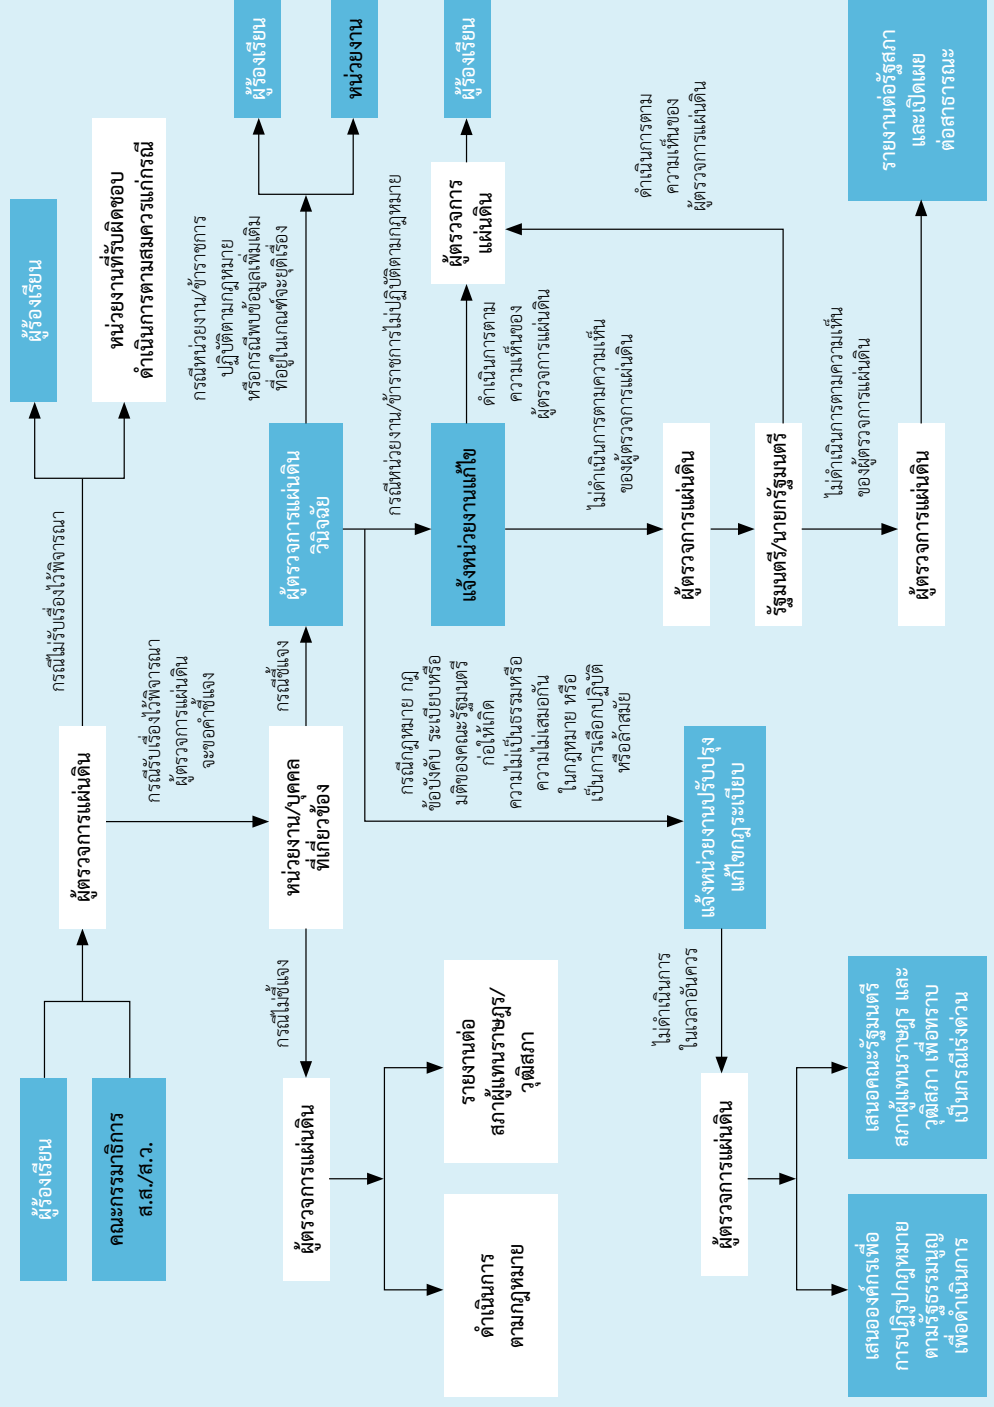 ผู้ร้องเรียน
คณะกรรมาธิการ
ส.ส./ส.ว.
ผู้ตรวจการแผ่นดิน
กรณีไม่รับเรื่องไว้พิจารณา
ผู้ร้องเรียน
หน่วยงานที่รับผิดชอบ
ดำเนินการตามสมควรแก่กรณี
กรณีรับเรื่องไว้พิจารณา
ผู้ตรวจการแผ่นดิน
จะขอคำชี้แจง
หน่วยงาน/บุคคล
ที่เกี่ยวข้อง
กรณีไม่ชี้แจง
ผู้ตรวจการแผ่นดิน
ดำเนินการ
ตามกฎหมาย
รายงานต่อ
สภาผู้แทนราษฎร/
วุฒิสภา
กรณีชี้แจง
ผู้ตรวจการแผ่นดิน
วินิจฉัย
กรณีหน่วยงาน/ข้าราชการ
ปฏิบัติตามกฎหมาย
หรือกรณีพบข้อมูลเพิ่มเติม
ที่อยู่ในเกณฑ์จะยุติเรื่อง
ผู้ร้องเรียน
หน่วยงาน
กรณีหน่วยงาน/ข้าราชการไม่ปฏิบัติตามกฎหมาย
แจ้งหน่วยงานแก้ไข
ดำเนินการตาม
ความเห็นของ
ผู้ตรวจการแผ่นดิน
ผู้ตรวจการ
แผ่นดิน
ผู้ร้องเรียน
ไม่ดำเนินการตามความเห็น
ของผู้ตรวจการแผ่นดิน
ผู้ตรวจการแผ่นดิน
รัฐมนตรี/นายกรัฐมนตรี
ดำเนินการตาม
ความเห็นของ
ผู้ตรวจการแผ่นดิน
ไม่ดำเนินการตามความเห็น
ของผู้ตรวจการแผ่นดิน
ผู้ตรวจการแผ่นดิน
รายงานต่อรัฐสภา
และเปิดเผย
ต่อสาธารณะ
กรณีกฎหมาย กฎ
ข้อบังคับ ระเบียบหรือ
มติของคณะรัฐมนตรี
ก่อให้เกิด
ความไม่เป็นธรรมหรือ
ความไม่เสมอกัน
ในกฎหมาย หรือ
เป็นการเลือกปฏิบัติ
หรือล้าสมัย
แจ้งหน่วยงานปรับปรุง
แก้ไขกฎระเบียบ
ไม่ดำเนินการ
ในเวลาอันควร
ผู้ตรวจการแผ่นดิน
เสนอองค์กรเพื่อ
การปฏิรูปกฎหมาย
ตามรัฐธรรมนูญ
เพื่อดำเนินการ
เสนอคณะรัฐมนตรี
สภาผู้แทนราษฎร และ
วุฒิสภา เพื่อทราบ
เป็นกรณีเร่งด่วน